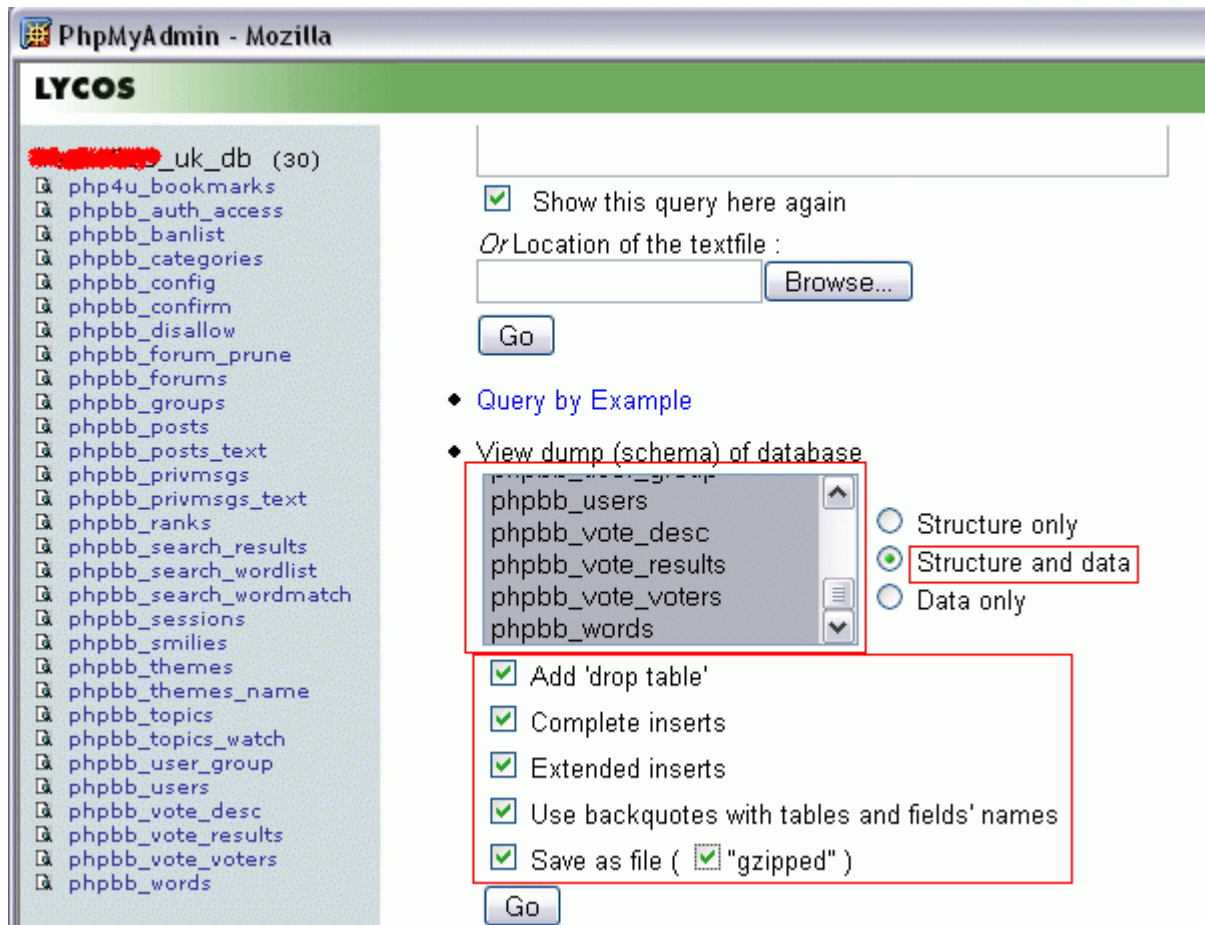 PhpMyAdmin - Mozilla
LYCOS
_uk_db (30)
php4u_bookmarks
phpbb_auth_access
phpbb_banlist
phpbb_categories
phpbb_config
phpbb_confirm
phpbb_disallow
phpbb_forum_prune
phpbb_forums
phpbb_groups
phpbb_posts
phpbb_posts_text
phpbb_privmsgs
phpbb_privmsgs_text
phpbb_ranks
phpbb_search_results
phpbb_search_wordlist
phpbb_search_wordmatch
phpbb_sessions
phpbb_smilies
phpbb_themes
phpbb_themes_name
phpbb_topics
phpbb_topics_watch
phpbb_user_group
phpbb_users
phpbb_vote_desc
phpbb_vote_results
phpbb_vote_voters
phpbb_words
Show this query here again
Or Location of the textfile :
Browse...
Go
Query by Example
View dump (schema) of database
phpbb_user_group
phpbb_users
phpbb_vote_desc
phpbb_vote_results
phpbb_vote_voters
phpbb_words
Structure only
Structure and data
Data only
Add 'drop table'
Complete inserts
Extended inserts
Use backquotes with tables and fields' names
Save as file ( "gzipped" )
Go